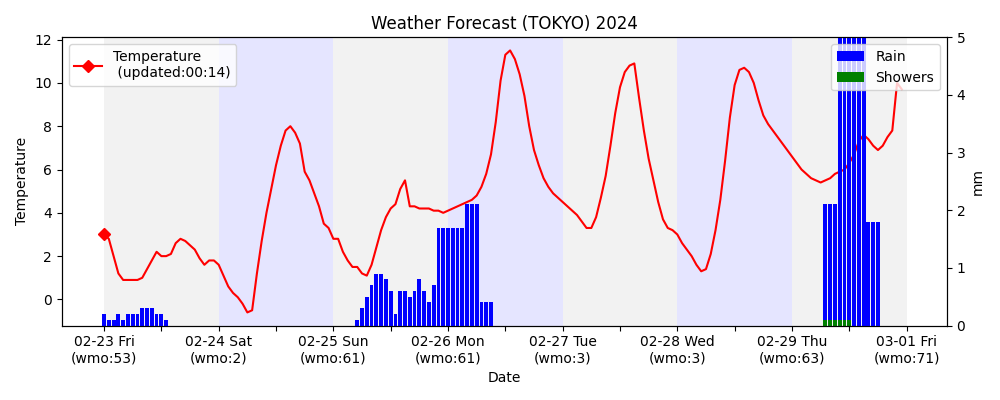 Weather Forecast (TOKYO) 2024
Temperature
(updated:00:14)
Rain
Showers
Temperature
12
10
8
6
4
2
0
5
4
3
2
1
0
mm
02-23 Fri
(wmo:53)
02-24 Sat
(wmo:2)
02-25 Sun
(wmo:61)
02-26 Mon
(wmo:61)
02-27 Tue
(wmo:3)
02-28 Wed
(wmo:3)
02-29 Thu
(wmo:63)
03-01 Fri
(wmo:71)
Date